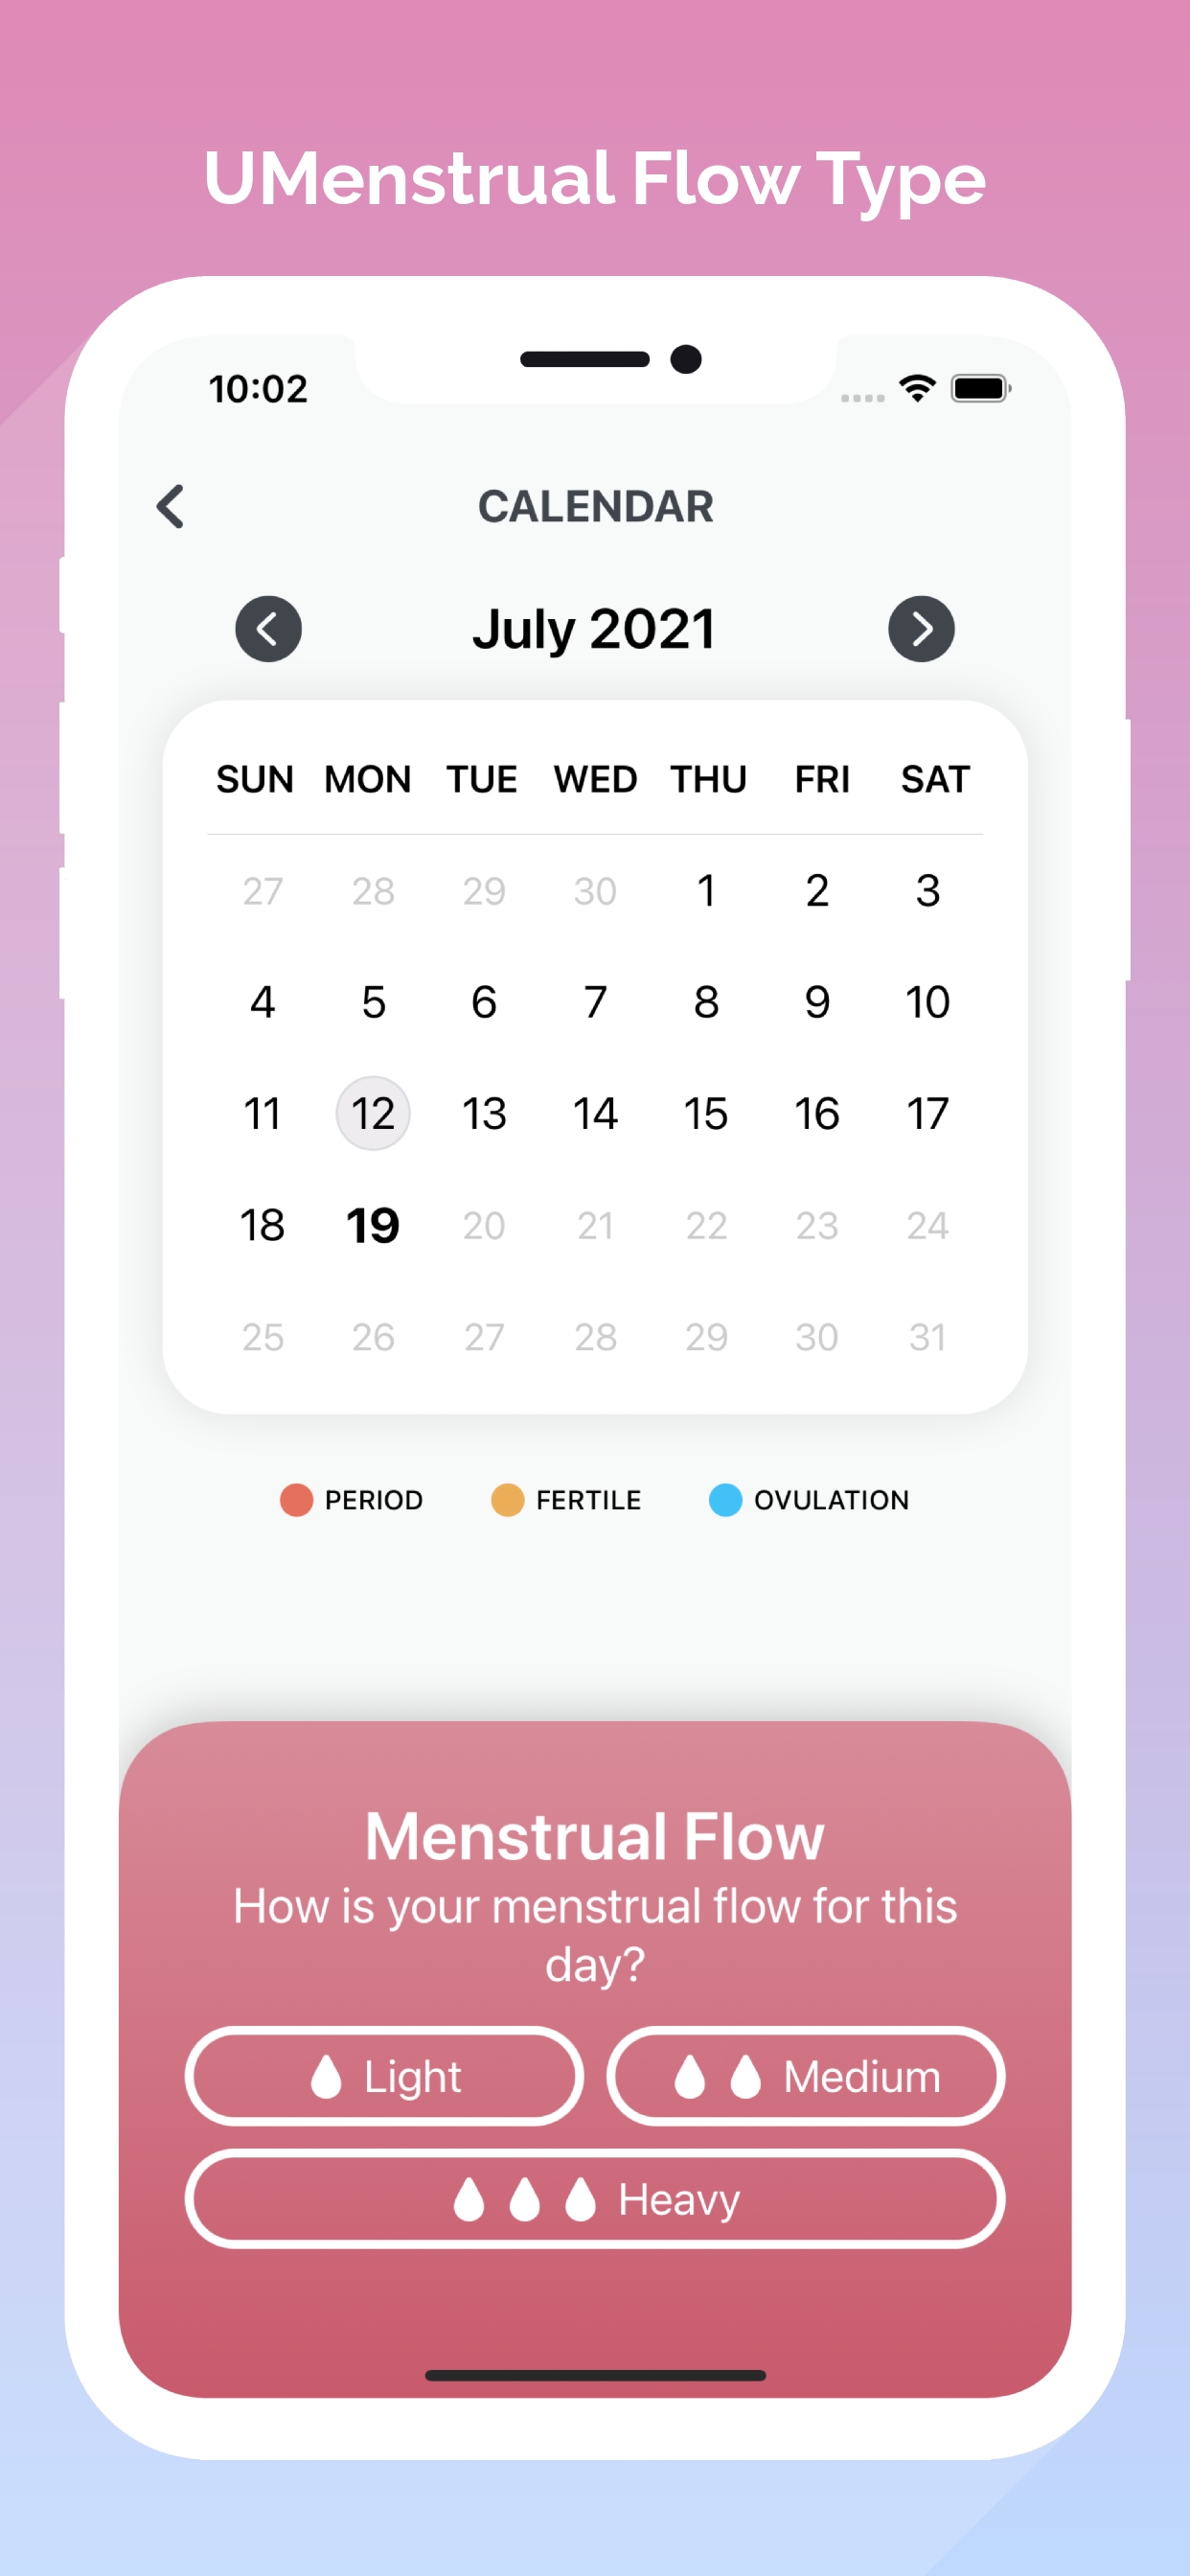 UMenstrual Flow Type
10:02
CALENDAR
July 2021
SUN MON TUE WED THU FRI SAT
27 28 29 30 1 2 3
4 5 6 7 8 9 10
11 12 13 14 15 16 17
18 19 20 21 22 23 24
25 26 27 28 29 30 31
PERIOD FERTILE OVULATION
Menstrual Flow
How is your menstrual flow for this
day?
Light Medium
Heavy